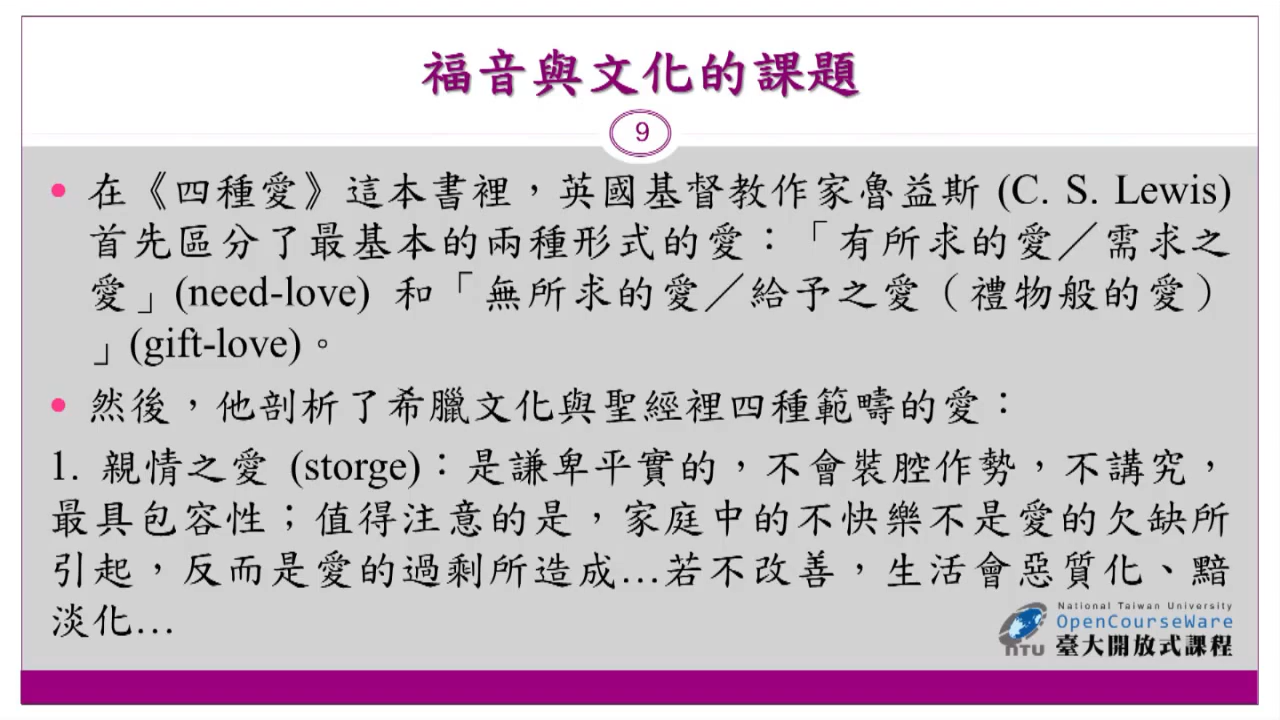 福音與文化的課題
9
• 在《四種愛》這本書裡，英國基督教作家魯益斯 (C. S. Lewis)
首先區分了最基本的兩種形式的愛：「有所求的愛／需求之
愛」(need-love) 和「無所求的愛／給予之愛（禮物般的愛）
」(gift-love)。
• 然後，他剖析了希臘文化與聖經裡四種範疇的愛：
1. 親情之愛 (storge)：是謙卑平實的，不會裝腔作勢，不講究，
最具包容性；值得注意的是，家庭中的不快樂不是愛的欠缺所
引起，反而是愛的過剩所造成…若不改善，生活會惡質化、黯
淡化…
National Taiwan University
OpenCourseWare
NTU 臺大開放式課程